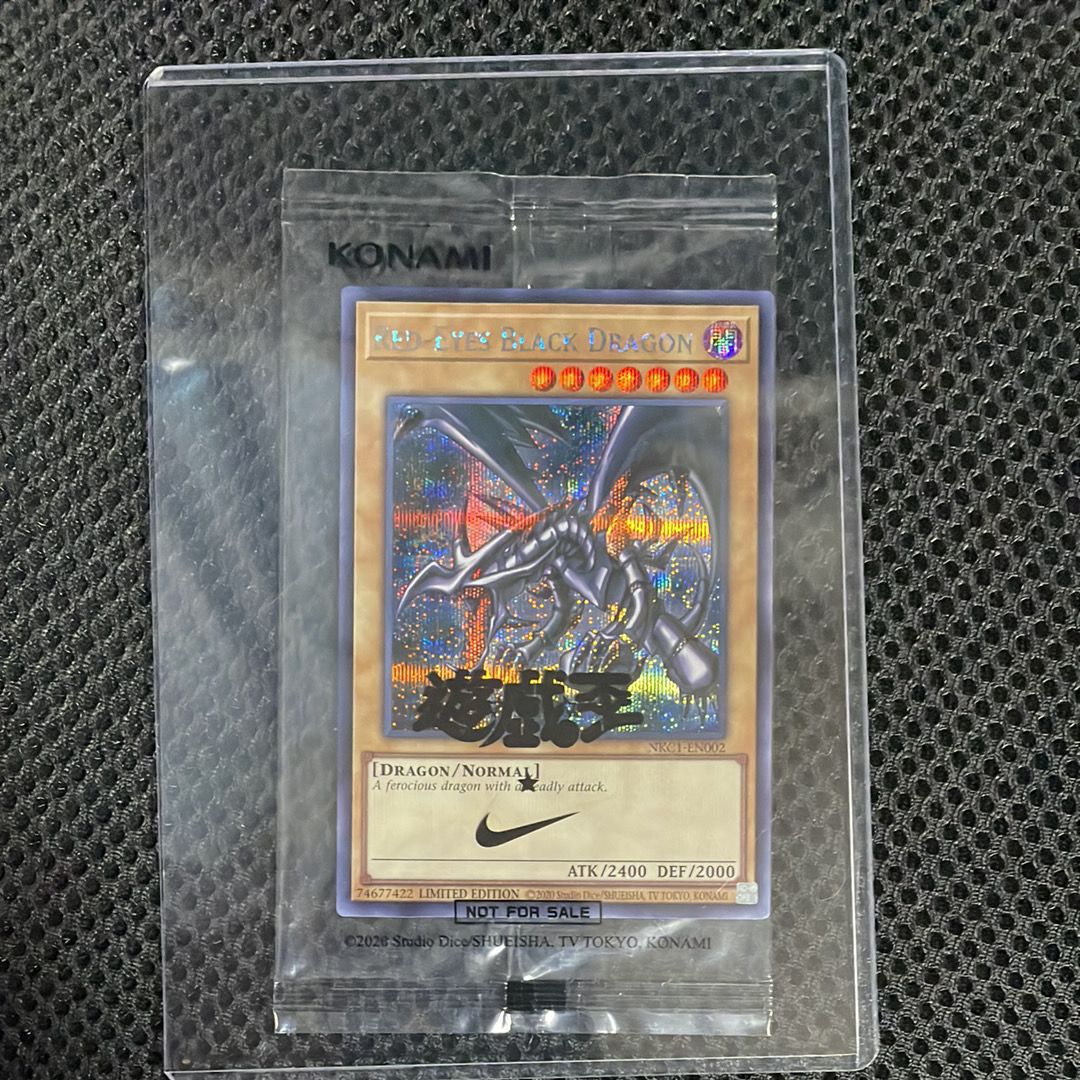 KONAMI
RED-EYES BLACK DRAGON 闇
遊戯王
NKC1-EN002
[DRAGON/NORMAL]
A ferocious dragon with a deadly attack.
ATK/2400 DEF/2000
74677422 LIMITED EDITION ©2020 Studio Dice/SHUEISHA, TV TOKYO, KONAMI
NOT FOR SALE
©2020 Studio Dice/SHUEISHA, TV TOKYO, KONAMI